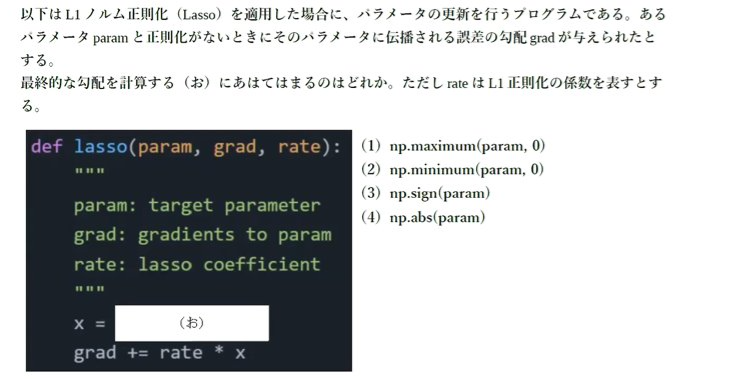 以下は L1 ノルム正則化（Lasso）を適用した場合に、パラメータの更新を行うプログラムである。ある
パラメータ param と正則化がないときにそのパラメータに伝播される誤差の勾配 grad が与えられたと
する。
最終的な勾配を計算する（お）にあてはまるのはどれか。ただし rate は L1 正則化の係数を表すとす
る。
def lasso(param, grad, rate):
"""
param: target parameter
grad: gradients to param
rate: lasso coefficient
"""
x = （お）
grad += rate * x
(1) np.maximum(param, 0)
(2) np.minimum(param, 0)
(3) np.sign(param)
(4) np.abs(param)